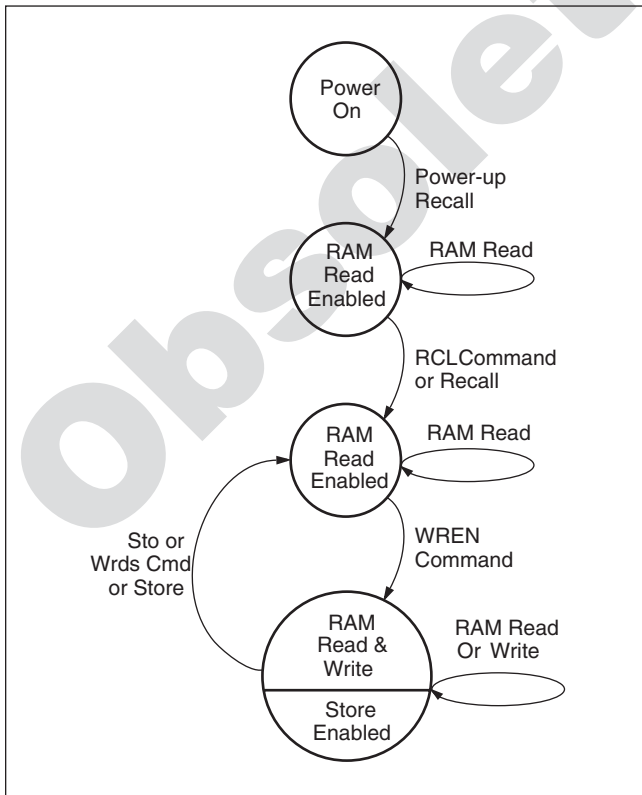 Power
On
Power-up
Recall
RAM
Read
Enabled
RAM Read
RCLCommand
or Recall
RAM
Read
Enabled
RAM Read
Sto or
Wrds Cmd
or Store
WREN
Command
RAM
Read &
Write
RAM Read
Or Write
Store
Enabled
Obsolet